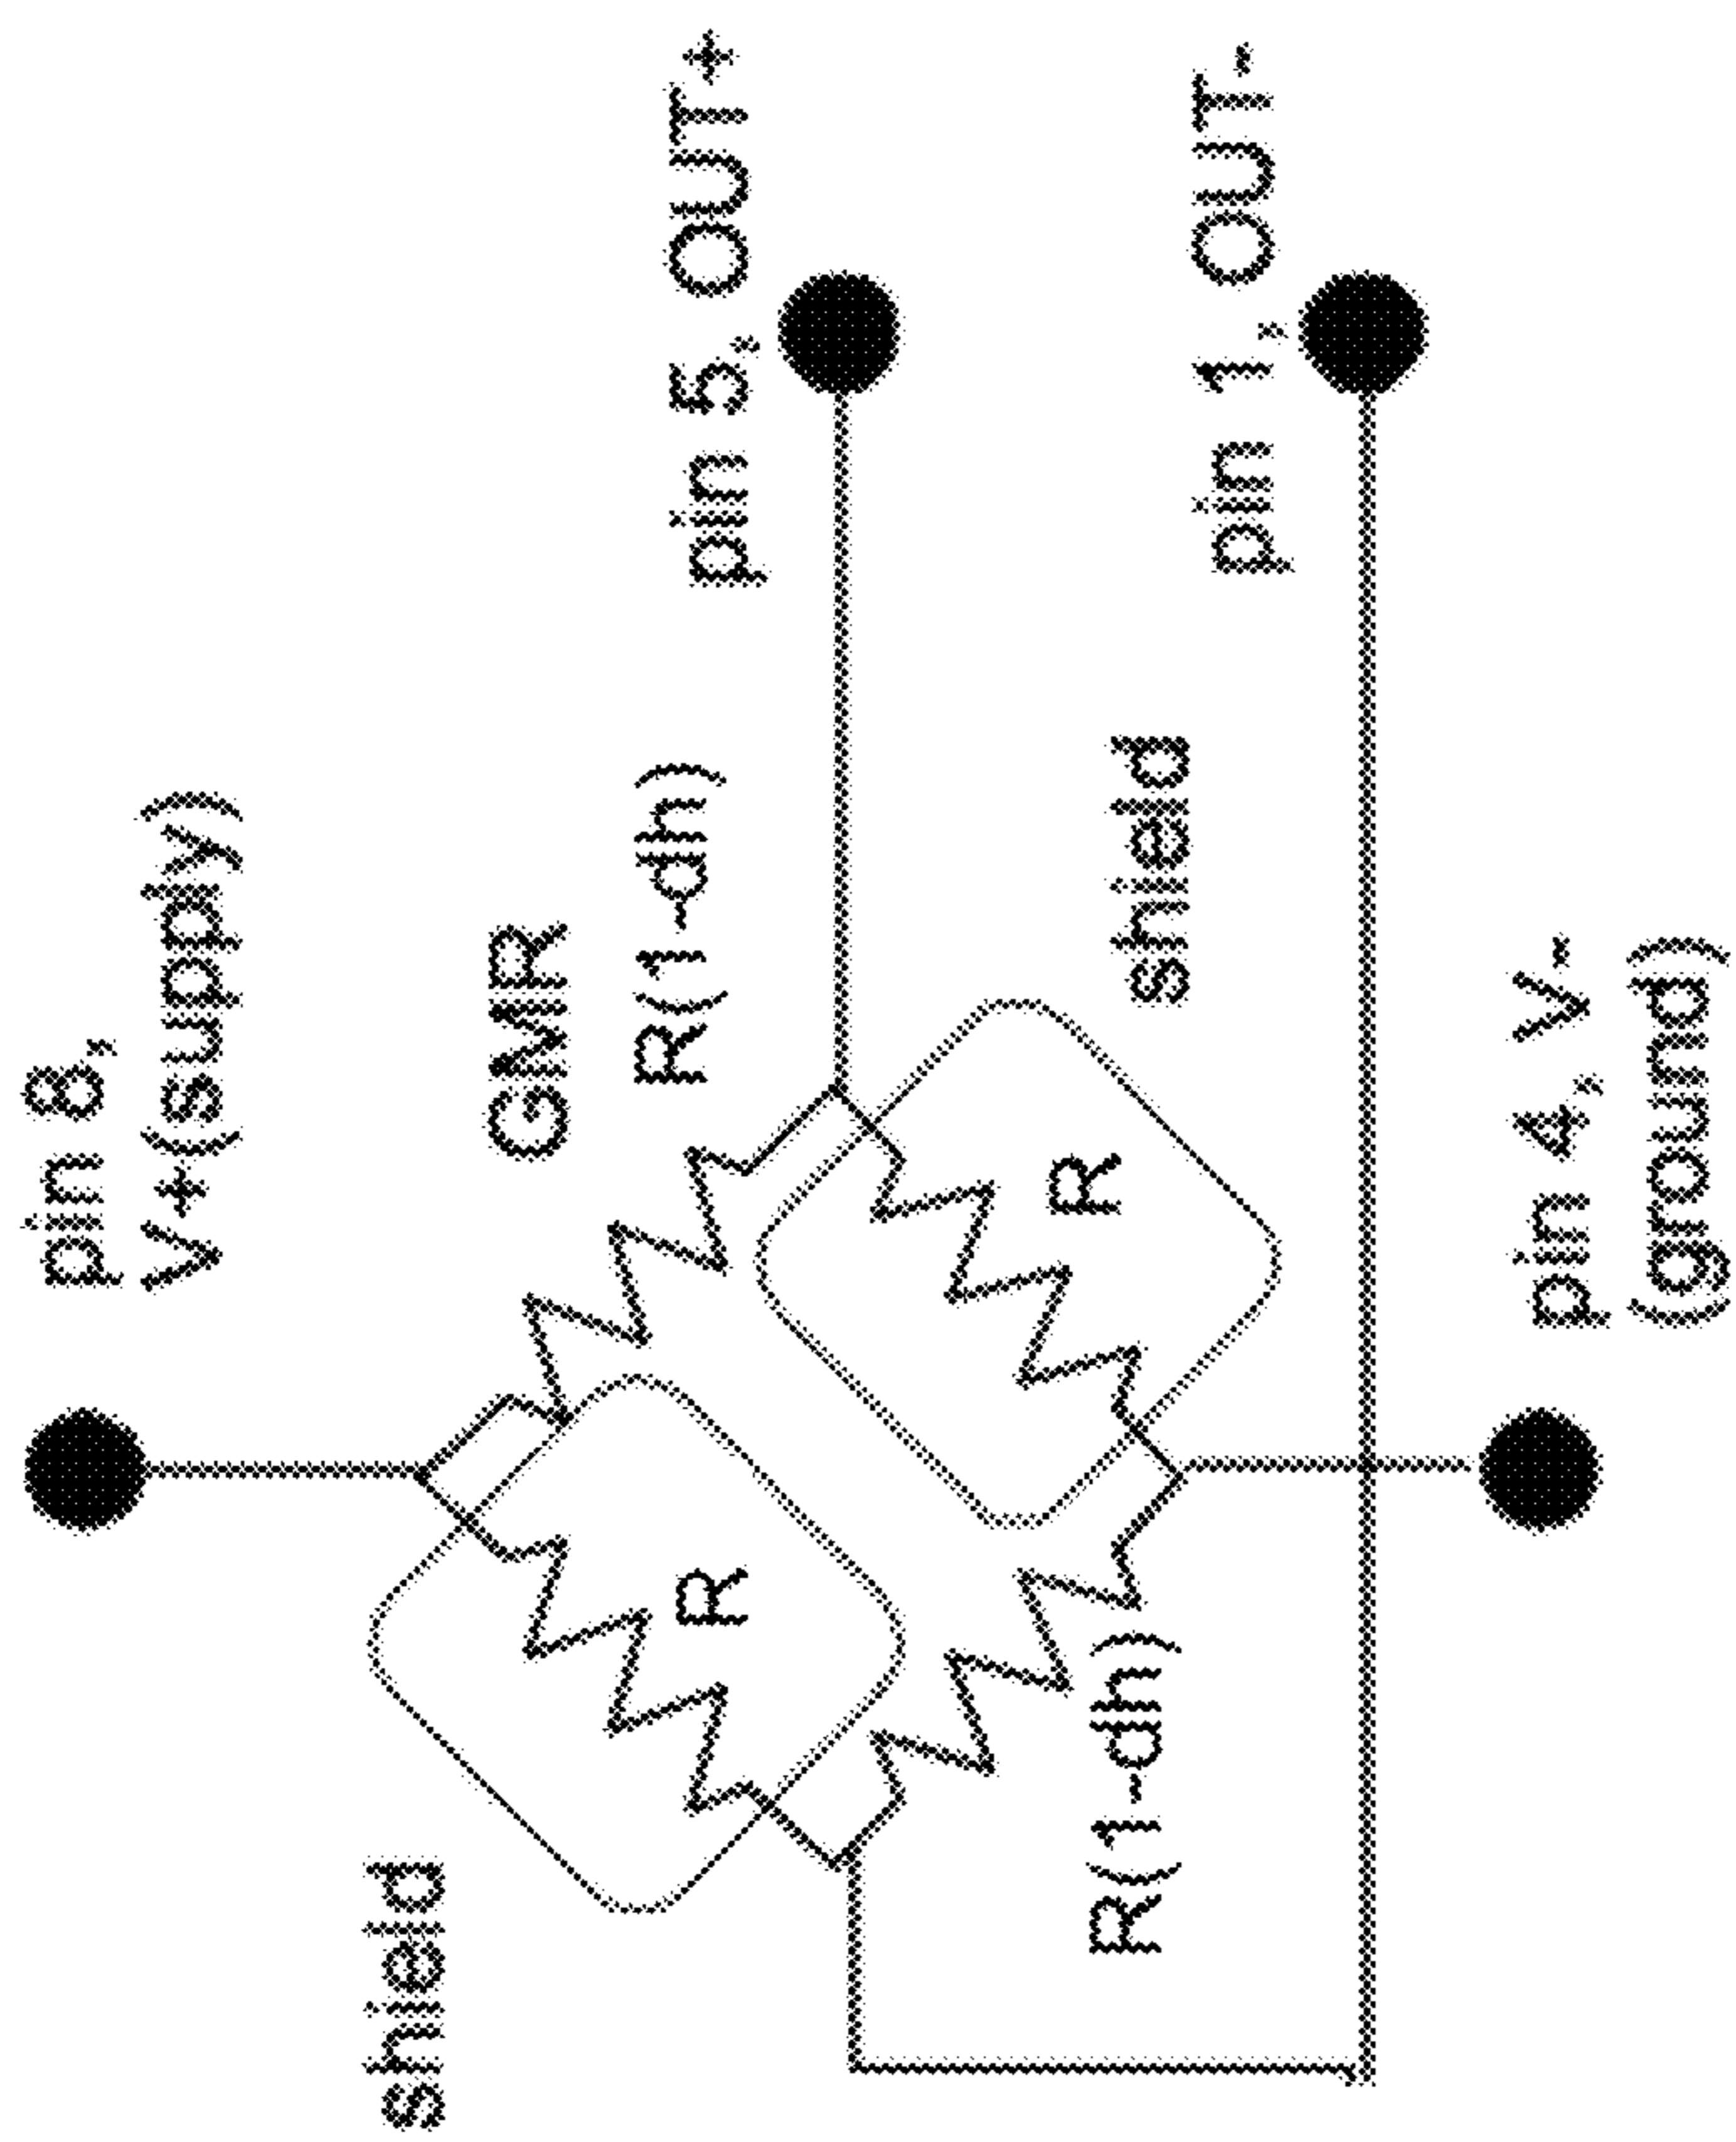 pin 8,
V+(supply)
GMR
R(1-dh)
pin 5, OUT+
shield
R
R
shield
R(1-dh)
pin 1, OUT-
pin 4, V-
(ground)